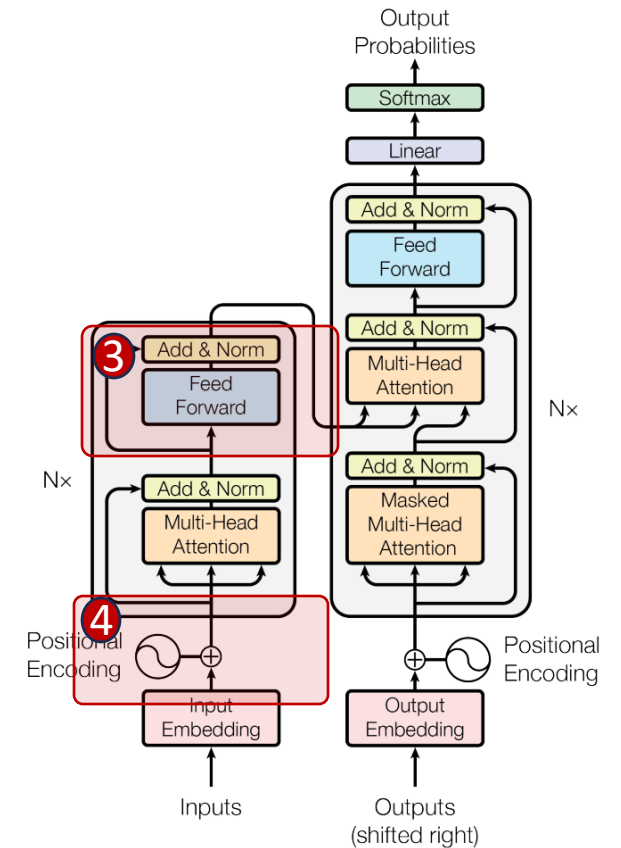 Output
Probabilities
Softmax
Linear
Add & Norm
Feed
Forward
Add & Norm
Multi-Head
Attention
Nx
Add & Norm
Masked
Multi-Head
Attention
Positional
Encoding
Output
Embedding
Outputs
(shifted right)
3
Add & Norm
Feed
Forward
Nx
Add & Norm
Multi-Head
Attention
4
Positional
Encoding
Input
Embedding
Inputs